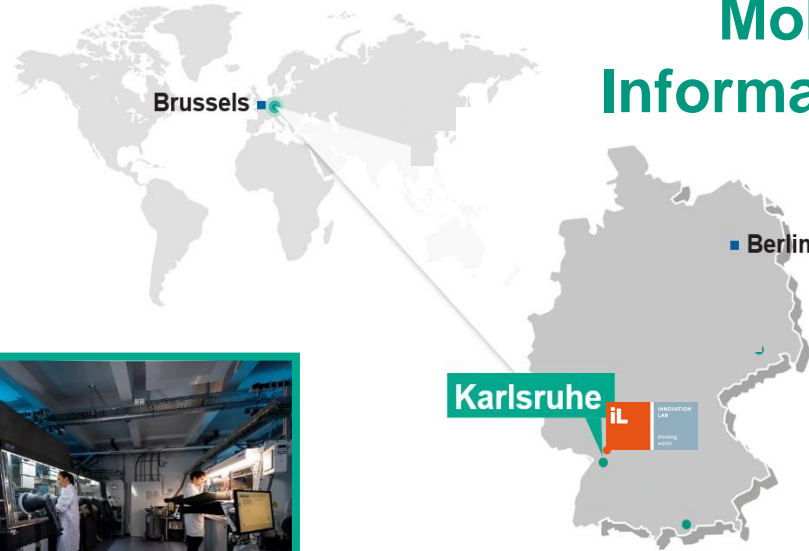 Mo
Informa
Brussels
Berlin
Karlsruhe
iL
INNOVATION
LAB
thinking
works